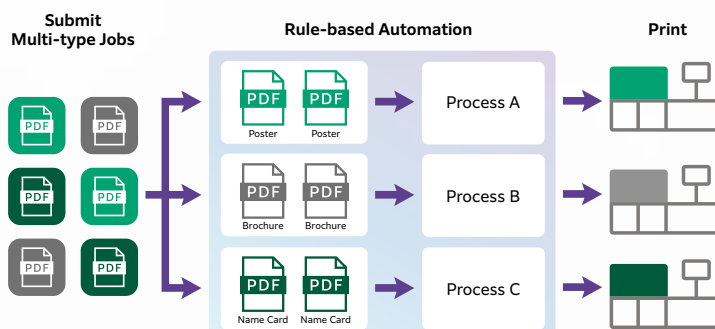 Submit
Multi-type Jobs
Rule-based Automation
Print
PDF
PDF
PDF
PDF
PDF
PDF
PDF PDF
Poster Poster
Process A
PDF PDF
Brochure Brochure
Process B
PDF PDF
Name Card Name Card
Process C